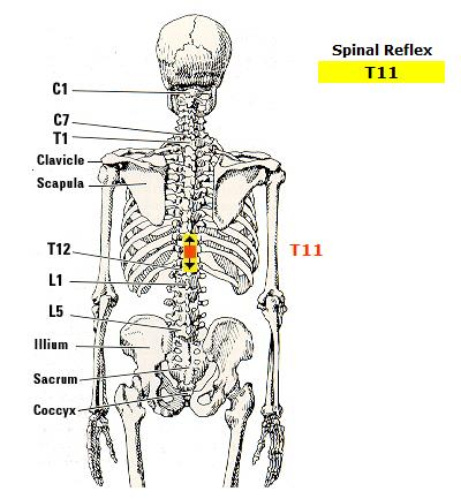 Spinal Reflex
T11
C1
C7
T1
Clavicle
Scapula
T12
T11
L1
L5
Illium
Sacrum
Coccyx